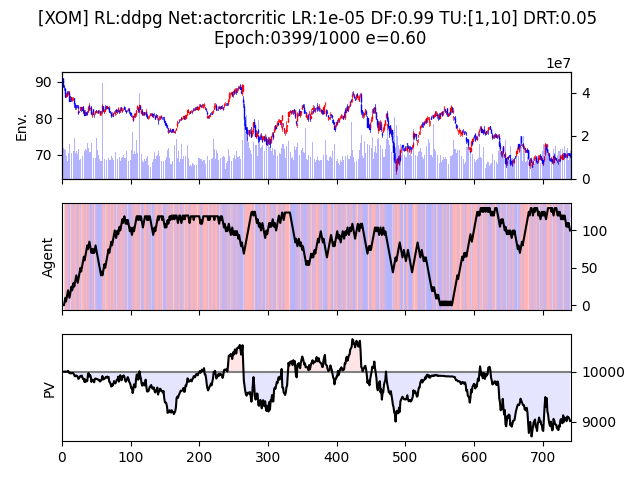 [XOM] RL:ddpg Net:actorcritic LR:1e-05 DF:0.99 TU:[1,10] DRT:0.05
Epoch:0399/1000 e=0.60
1e7
90
80
70
Env.
4
2
0
Agent
100
50
0
PV
10000
9000
0 100 200 300 400 500 600 700